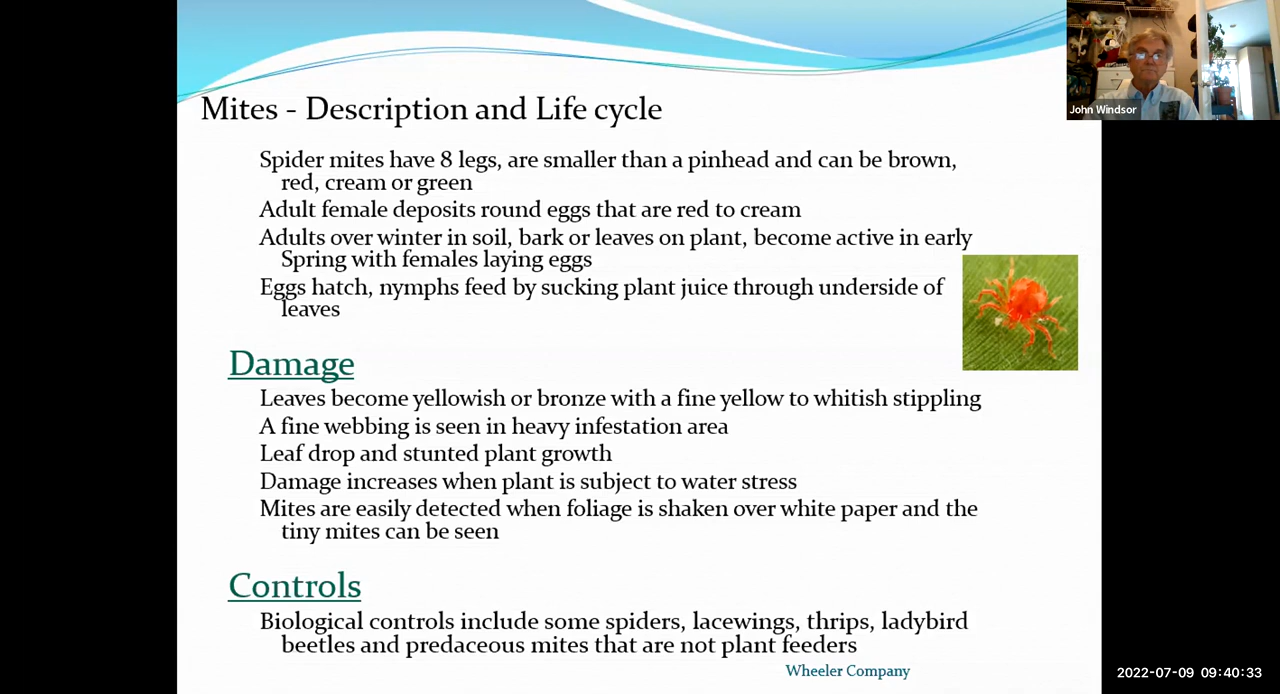 Mites - Description and Life cycle
Spider mites have 8 legs, are smaller than a pinhead and can be brown,
red, cream or green
Adult female deposits round eggs that are red to cream
Adults over winter in soil, bark or leaves on plant, become active in early
Spring with females laying eggs
Eggs hatch, nymphs feed by sucking plant juice through underside of
leaves
Damage
Leaves become yellowish or bronze with a fine yellow to whitish stippling
A fine webbing is seen in heavy infestation area
Leaf drop and stunted plant growth
Damage increases when plant is subject to water stress
Mites are easily detected when foliage is shaken over white paper and the
tiny mites can be seen
Controls
Biological controls include some spiders, lacewings, thrips, ladybird
beetles and predaceous mites that are not plant feeders
Wheeler Company
John Windsor
2022-07-09 09:40:33